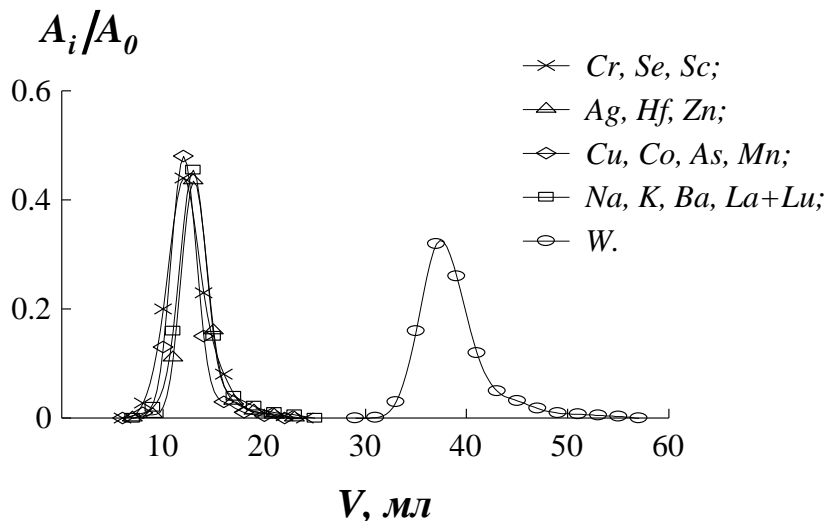 A_i/A_0
0.6
0.4
0.2
0
10 20 30 40 50 60
V, мл
Cr, Se, Sc;
Ag, Hf, Zn;
Cu, Co, As, Mn;
Na, K, Ba, La+Lu;
W.